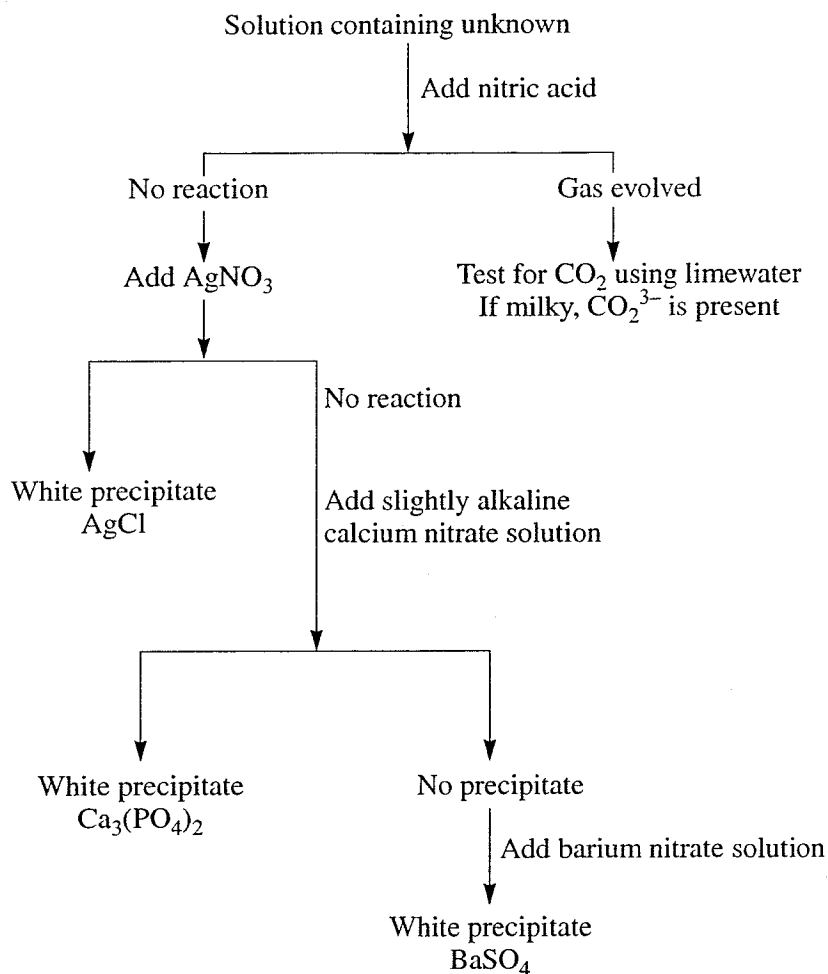 Solution containing unknown
Add nitric acid
No reaction
Gas evolved
Add AgNO₃
Test for CO₂ using limewater
If milky, CO₂³⁻ is present
No reaction
White precipitate
AgCl
Add slightly alkaline
calcium nitrate solution
White precipitate
Ca₃(PO₄)₂
No precipitate
Add barium nitrate solution
White precipitate
BaSO₄